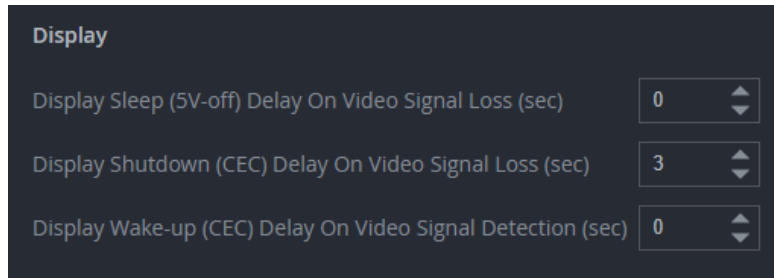 Display
Display Sleep (5V-off) Delay On Video Signal Loss (sec) 0
Display Shutdown (CEC) Delay On Video Signal Loss (sec) 3
Display Wake-up (CEC) Delay On Video Signal Detection (sec) 0